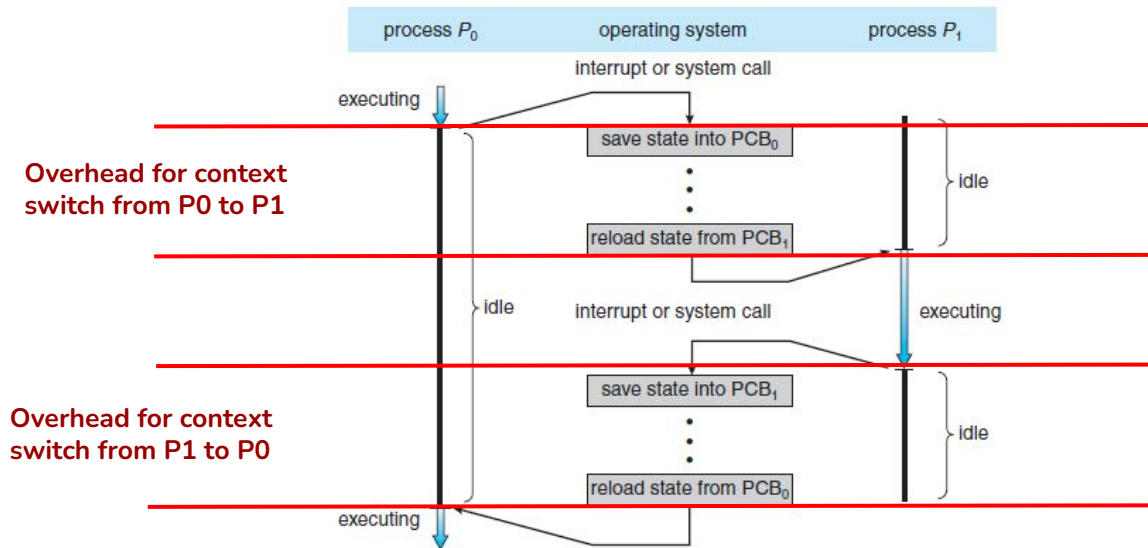 process P₀ operating system process P₁
interrupt or system call
executing
save state into PCB₀
Overhead for context
switch from P0 to P1
idle
reload state from PCB₁
idle
interrupt or system call
executing
save state into PCB₁
Overhead for context
switch from P1 to P0
idle
reload state from PCB₀
executing